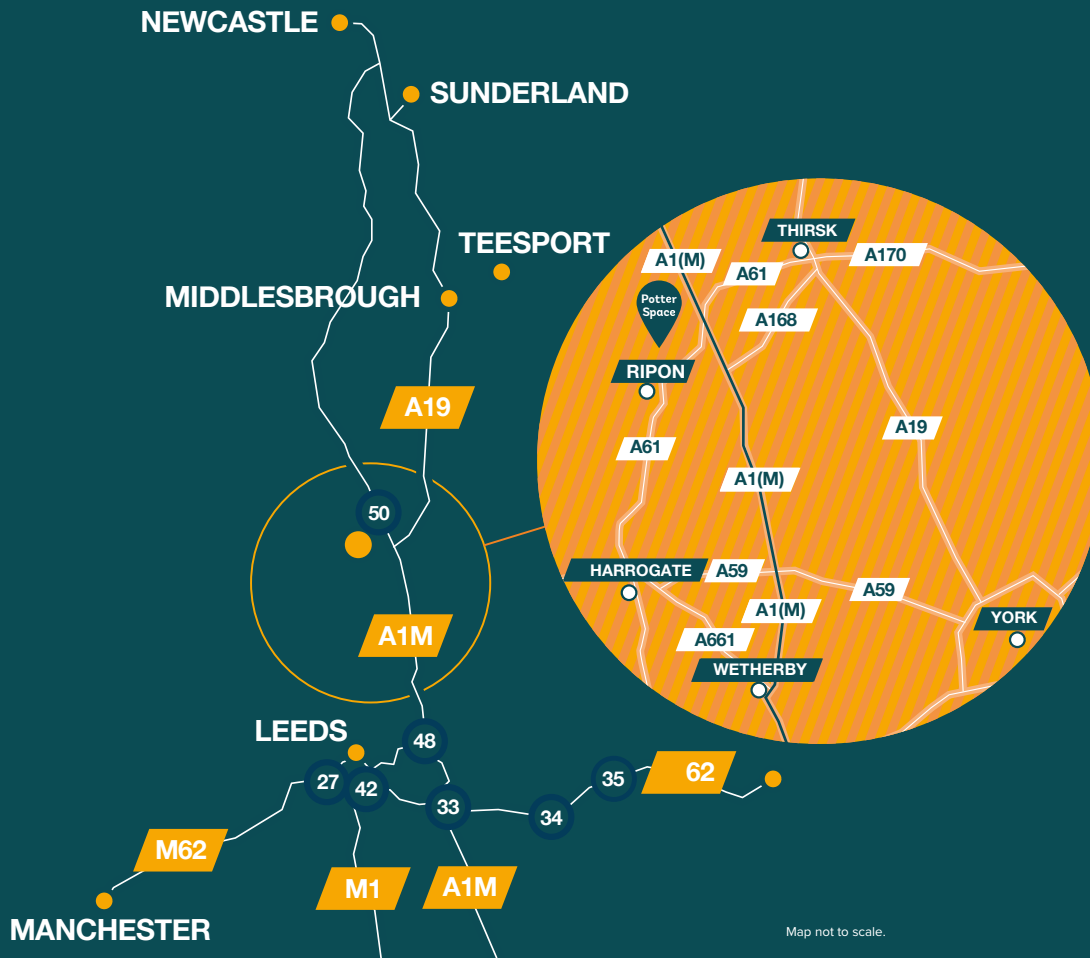 NEWCASTLE
SUNDERLAND
TEESPORT
MIDDLESBROUGH
A19
50
A1M
LEEDS
48
27
42
33
34
35
62
M62
M1
A1M
MANCHESTER
THIRSK
A1(M)
A61
A170
Potter
Space
A168
RIPON
A61
A19
A1(M)
HARROGATE
A59
A59
A1(M)
YORK
A661
WETHERBY
Map not to scale.